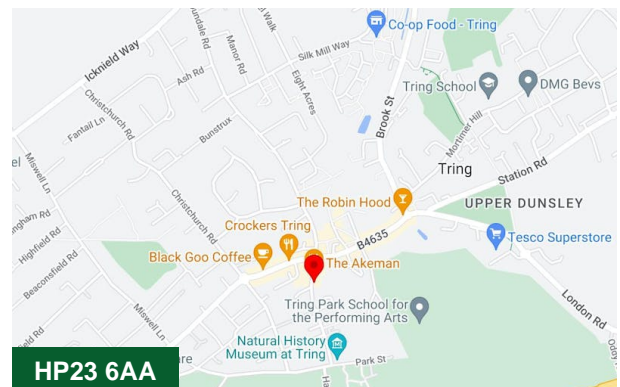 Icknield Way
undale Rd
Manor Rd
Walk
Silk Mill Way
Co-op Food - Tring
Ash Rd
Eight Acres
Christchurch Rd
Fantail Ln
Bunstrux
Brook St
Tring School
DMG Bevs
Mortimer Hill
Miswell Ln
Tring
Station Rd
The Robin Hood
UPPER DUNSLEY
Christchurch Rd
Highfield Rd
Beaconsfield Rd
Crockers Tring
B4635
Tesco Superstore
Black Goo Coffee
The Akeman
London Rd
Miswell Ln
Tring Park School for
the Performing Arts
Natural History
Museum at Tring
Park St
HP23 6AA